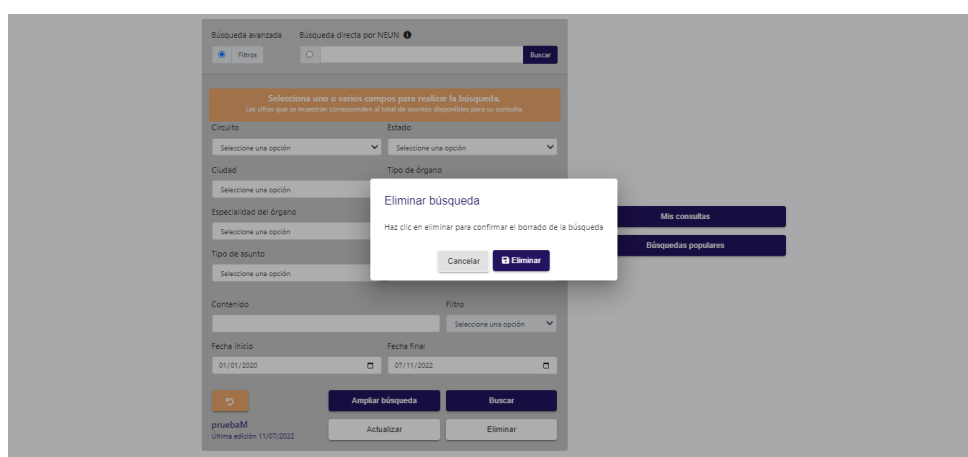 Búsqueda avanzada Búsqueda directa por NEUN
Filtros Buscar
Selecciona uno o varios campos para realizar la búsqueda.
Las cifras que se muestran corresponden al total de asuntos disponibles para su consulta.
Circuito Estado
Seleccione una opción Seleccione una opción
Ciudad Tipo de órgano
Seleccione una opción
Especialidad del órgano
Seleccione una opción
Tipo de asunto
Seleccione una opción
Eliminar búsqueda
Haz clic en eliminar para confirmar el borrado de la búsqueda
Cancelar Eliminar
Mis consultas
Búsquedas populares
Contenido Filtro
Seleccione una opción
Fecha inicio Fecha final
01/01/2020 07/11/2022
Ampliar búsqueda Buscar
pruebaM
Última edición 11/07/2022
Actualizar Eliminar